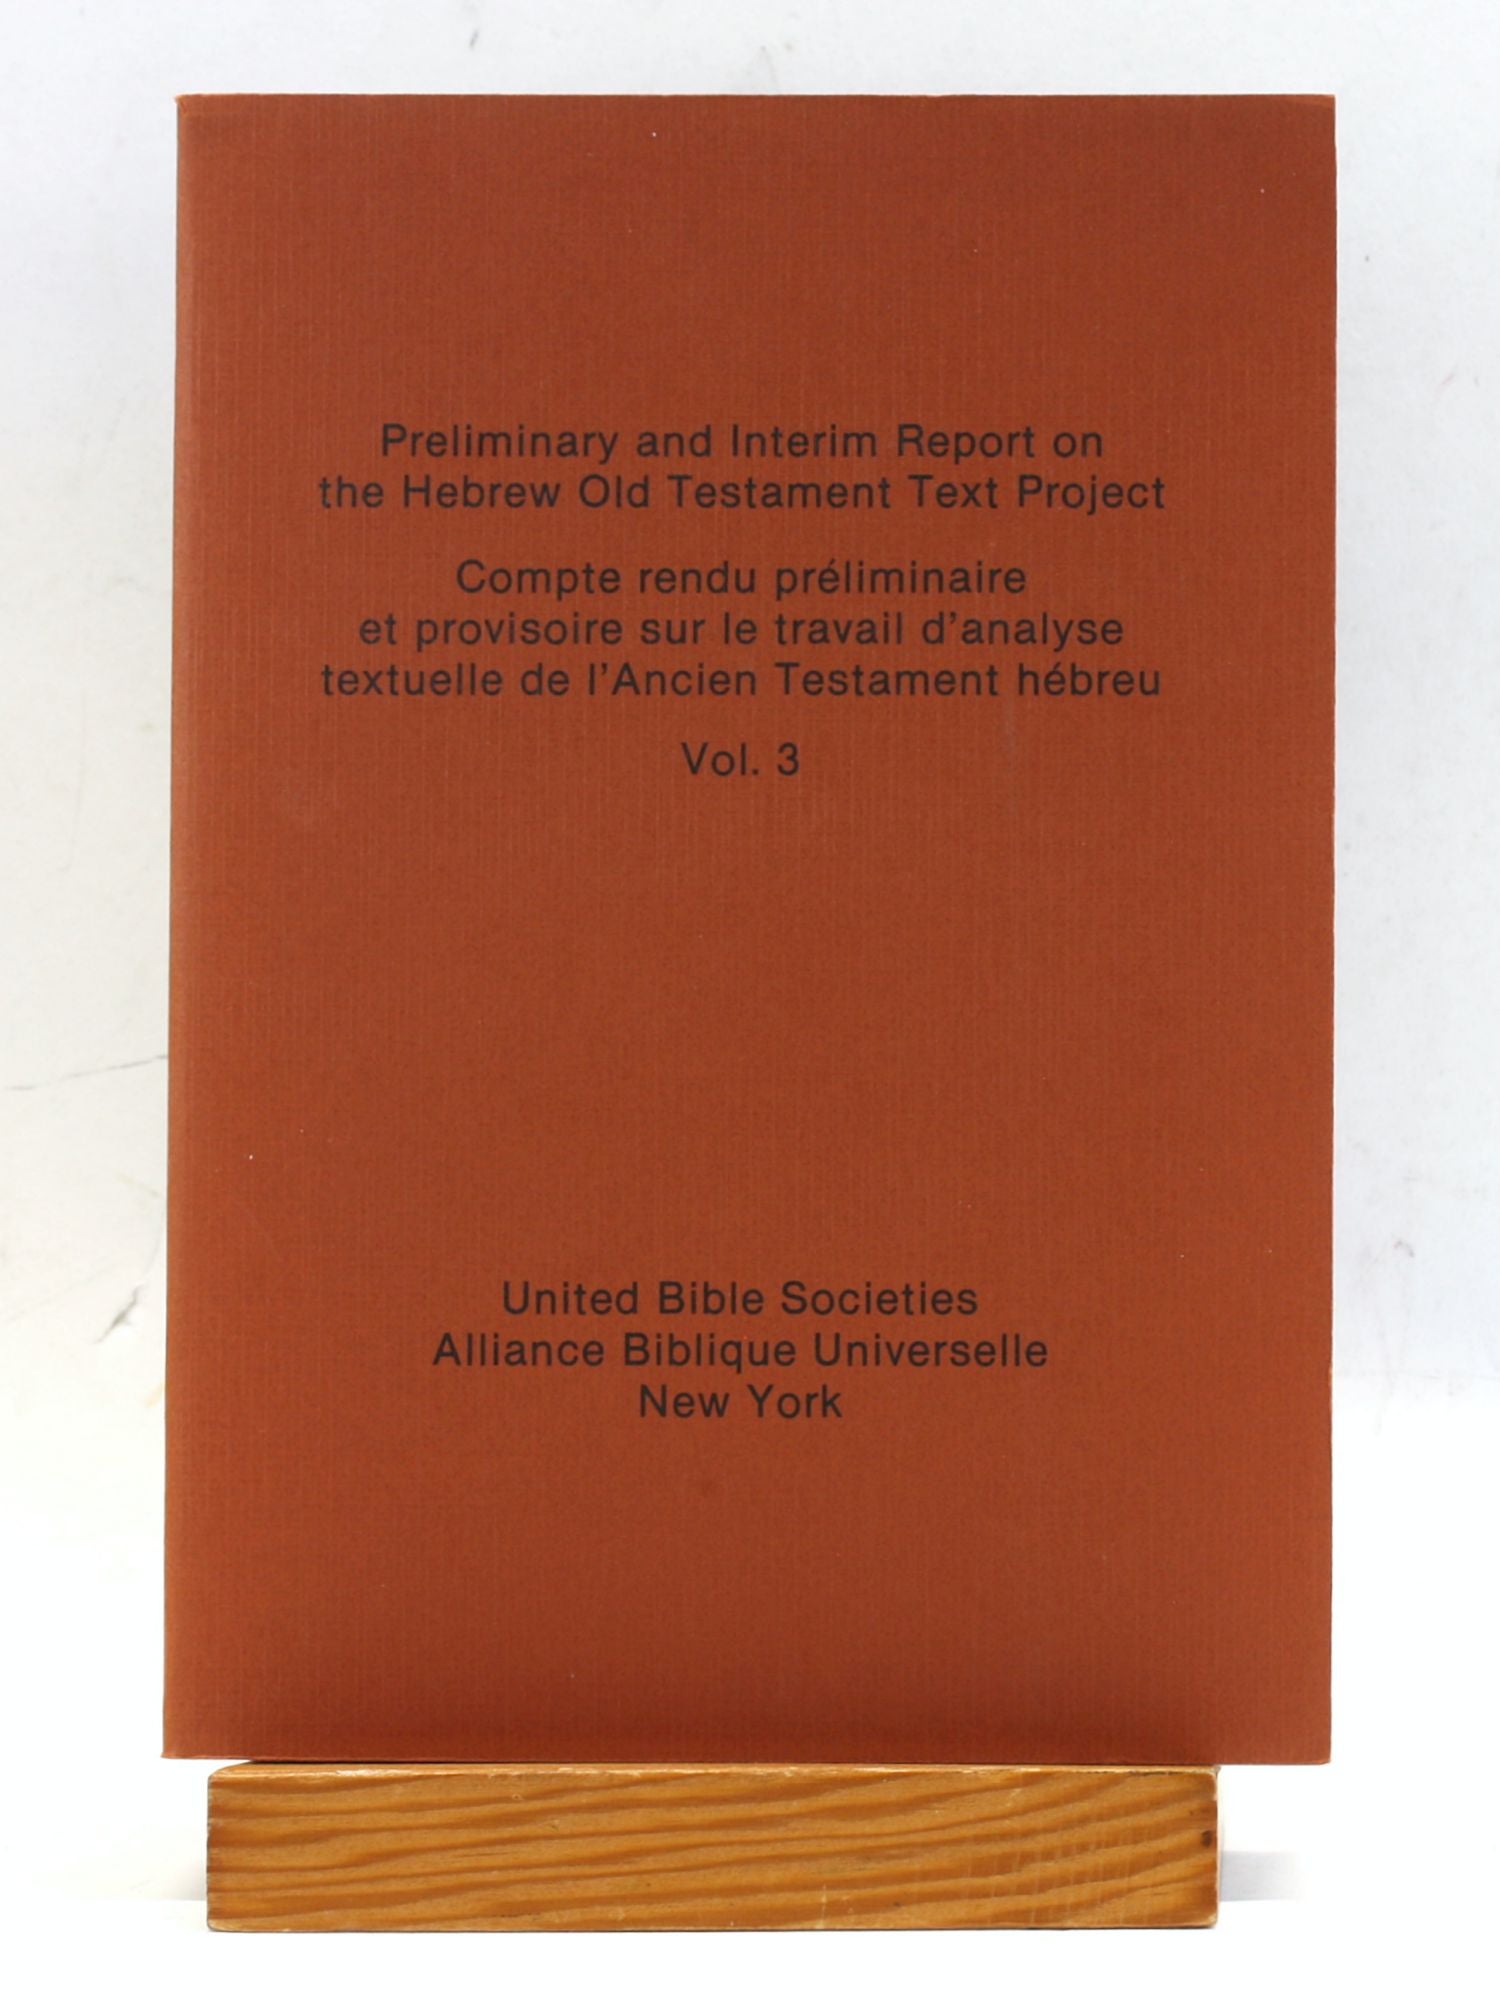 Preliminary and Interim Report on
the Hebrew Old Testament Text Project
Compte rendu préliminaire
et provisoire sur le travail d'analyse
textuelle de l'Ancien Testament hébreu
Vol. 3
United Bible Societies
Alliance Biblique Universelle
New York